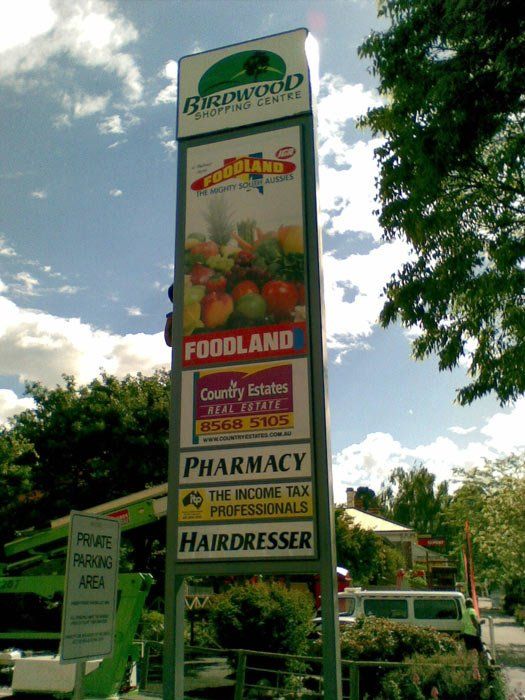 BIRDWOOD
SHOPPING CENTRE
IGA
FOODLAND
THE MIGHTY SOUTH AUSSIES
FOODLAND
Country Estates
REAL ESTATE
8568 5105
WWW.COUNTRYESTATES.COM.AU
PHARMACY
THE INCOME TAX
PROFESSIONALS
HAIRDRESSER
PRIVATE
PARKING
AREA